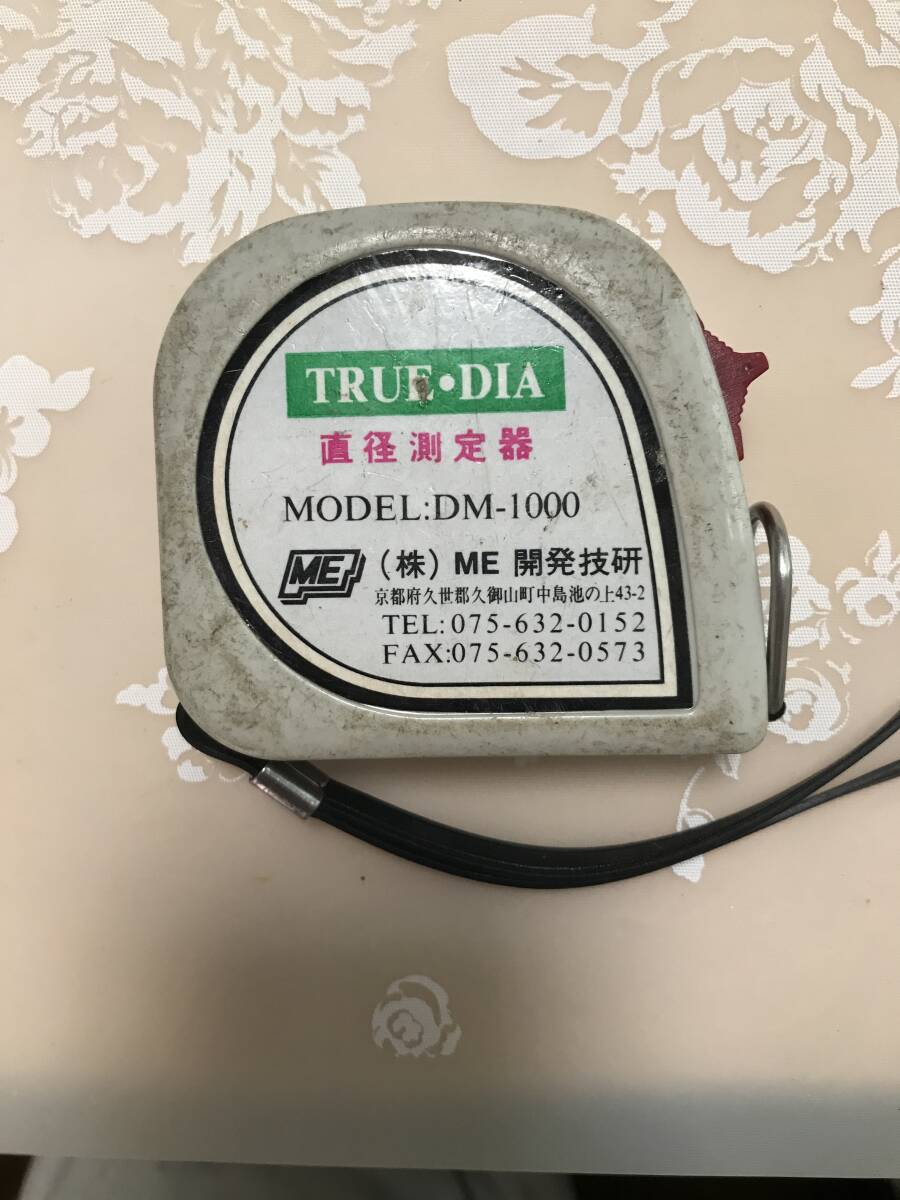 TRUE•DIA
直径測定器
MODEL:DM-1000
ME (株) ME 開発技研
京都府久世郡久御山町中島池の上43-2
TEL: 075-632-0152
FAX:075-632-0573